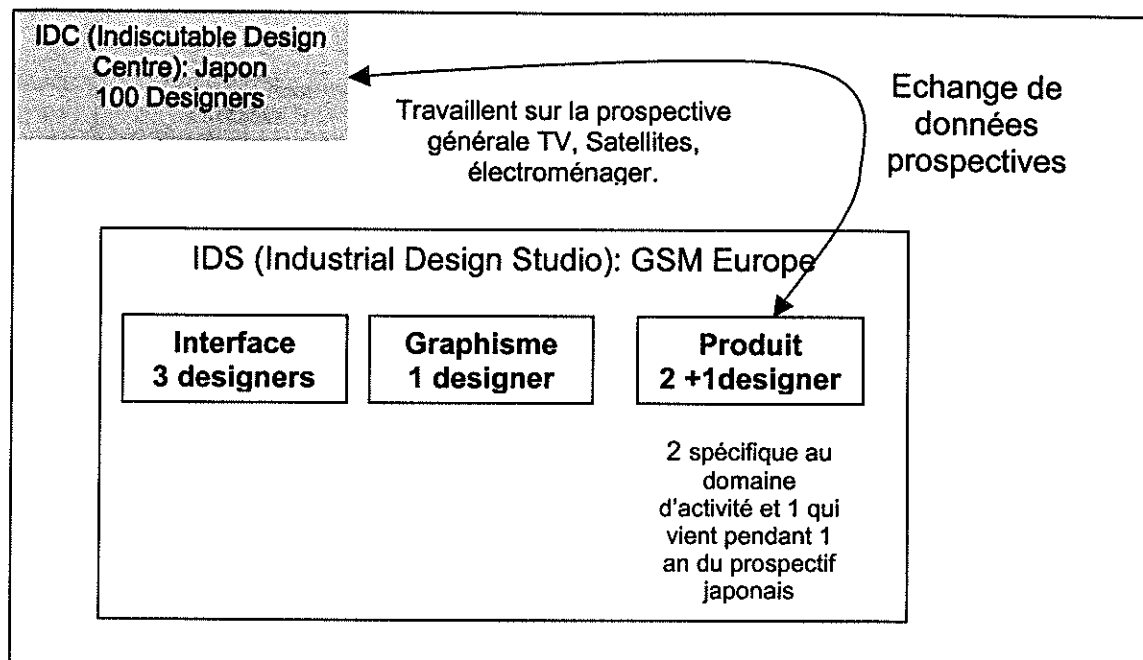 IDC (Indiscutable Design
Centre): Japon
100 Designers
Travaillent sur la prospective
générale TV, Satellites,
électroménager.
Echange de
données
prospectives
IDS (Industrial Design Studio): GSM Europe
Interface
3 designers
Graphisme
1 designer
Produit
2 +1designer
2 spécifique au
domaine
d'activité et 1 qui
vient pendant 1
an du prospectif
japonais